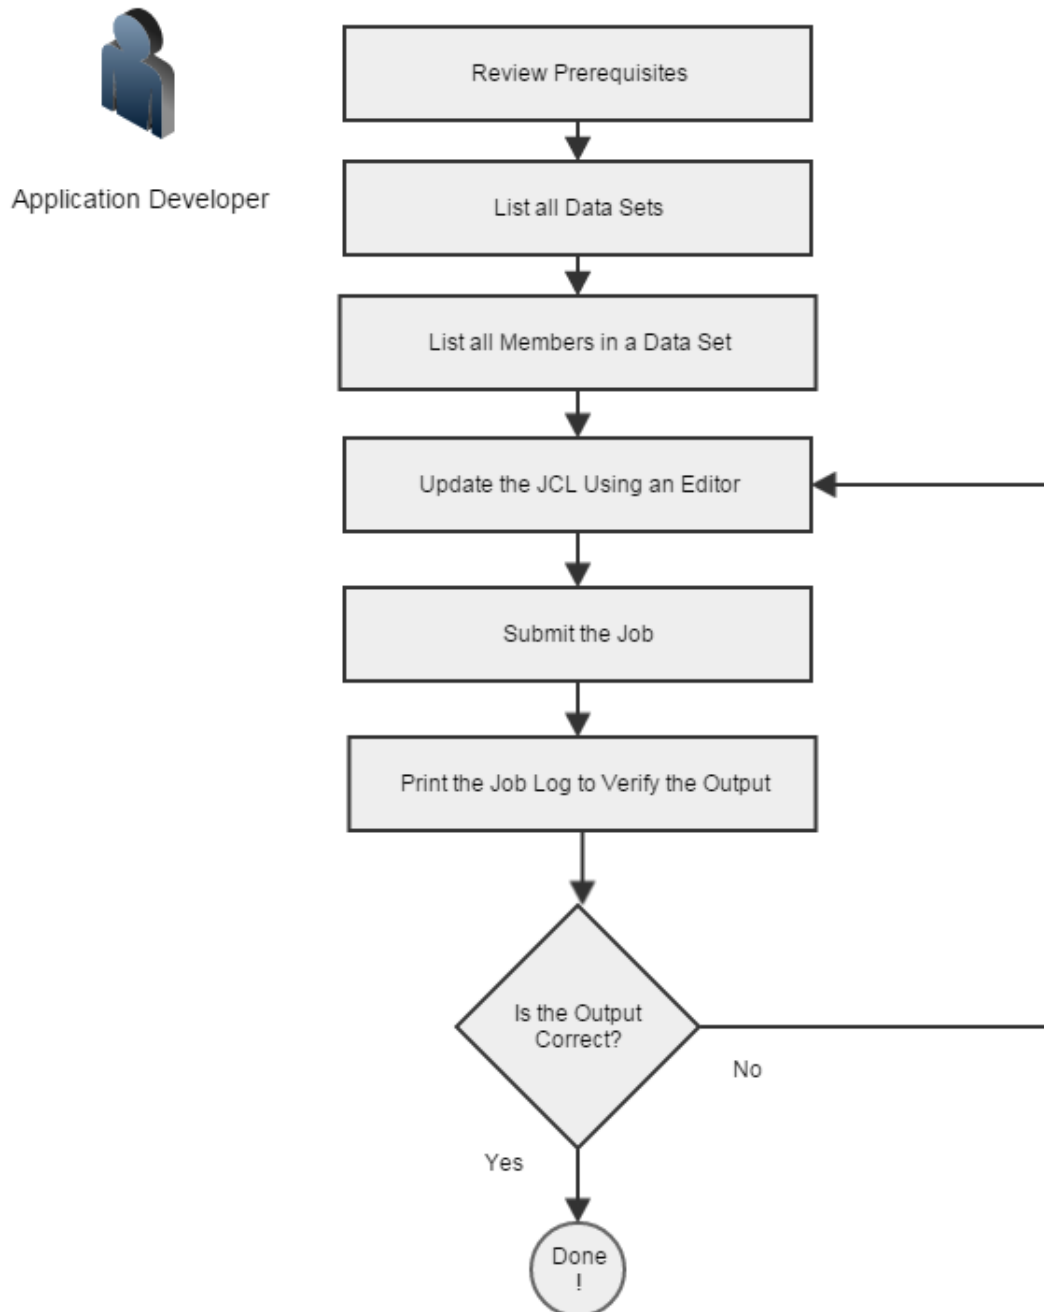 Application Developer
Review Prerequisites
List all Data Sets
List all Members in a Data Set
Update the JCL Using an Editor
Submit the Job
Print the Job Log to Verify the Output
Is the Output
Correct?
No
Yes
Done
!